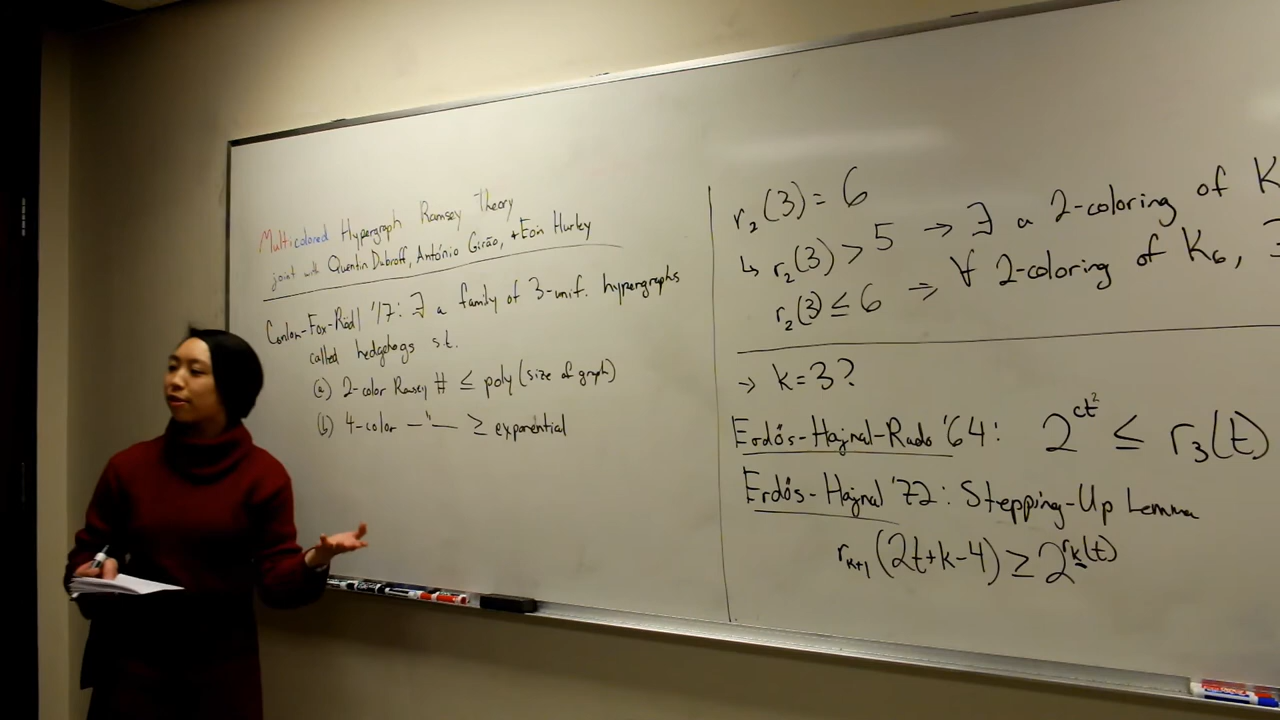 Multicolored Hypergraph Ramsey Theory
joint with Quentin Dubroff, António Girão, + Eoin Hurley
Conlon-Fox-Rödl '17: ∃ a family of 3-unif. hypergraphs
called hedgehogs s.t.
(a) 2-color Ramsey # ≤ poly(size of graph)
(b) 4-color —"— ≥ exponential
r₂(3) = 6
↳ r₂(3) > 5 → ∃ a 2-coloring of K
r₂(3) ≤ 6 → ∀ 2-coloring of K₆, ∃
→ k=3?
Erdős-Hajnal-Rado '64: 2^{ct²} ≤ r₃(t)
Erdős-Hajnal '72: Stepping-Up Lemma
r_{k+1}(2t+k-4) ≥ 2^{r_k(t)}